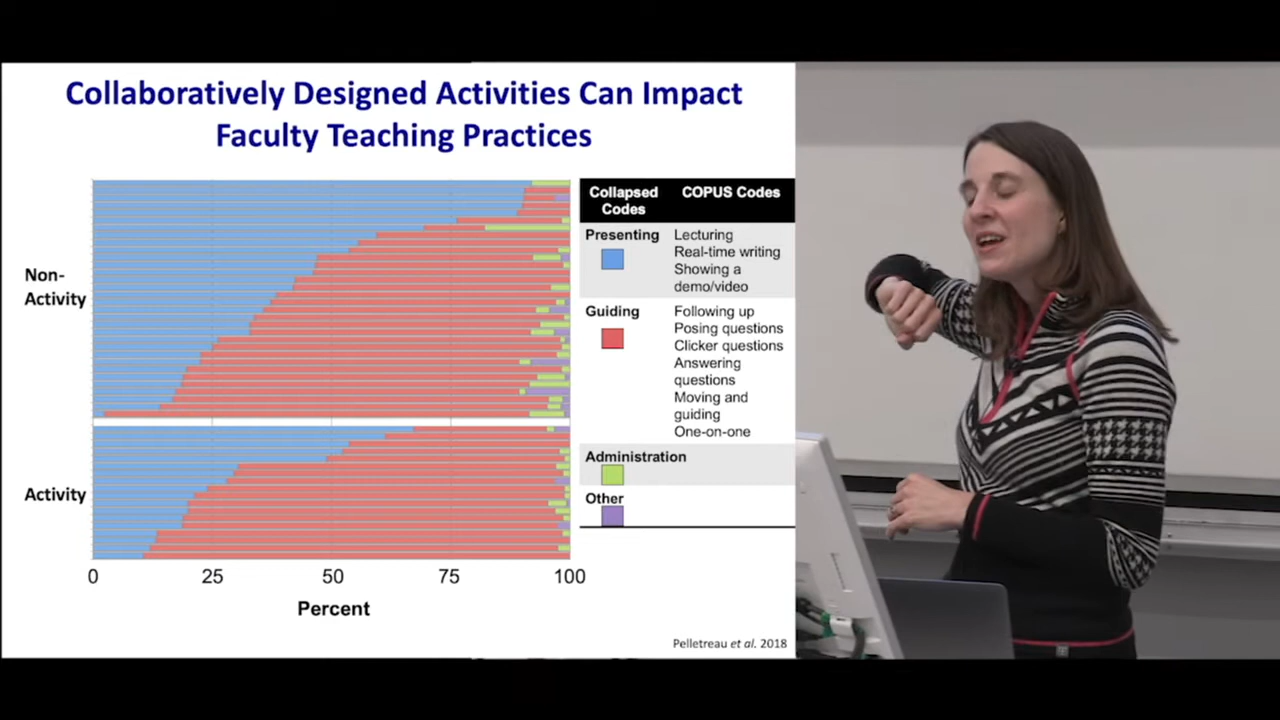 Collaboratively Designed Activities Can Impact
Faculty Teaching Practices
Non-
Activity
Activity
0 25 50 75 100
Percent
Collapsed
Codes
COPUS Codes
Presenting
Lecturing
Real-time writing
Showing a
demo/video
Guiding
Following up
Posing questions
Clicker questions
Answering
questions
Moving and
guiding
One-on-one
Administration
Other
Pelletreau et al. 2018